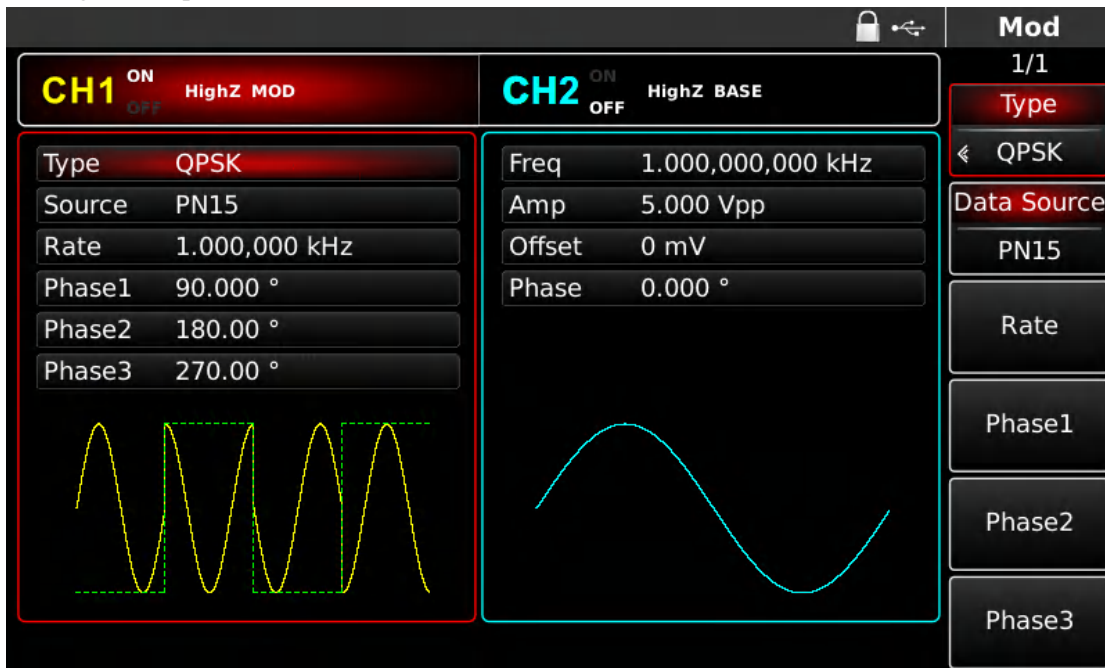 Mod
1/1
CH1 ON OFF HighZ MOD
CH2 ON OFF HighZ BASE
Type
QPSK
Data Source
PN15
Rate
Phase1
Phase2
Phase3
Type QPSK
Source PN15
Rate 1.000,000 kHz
Phase1 90.000 °
Phase2 180.00 °
Phase3 270.00 °
Freq 1.000,000,000 kHz
Amp 5.000 Vpp
Offset 0 mV
Phase 0.000 °